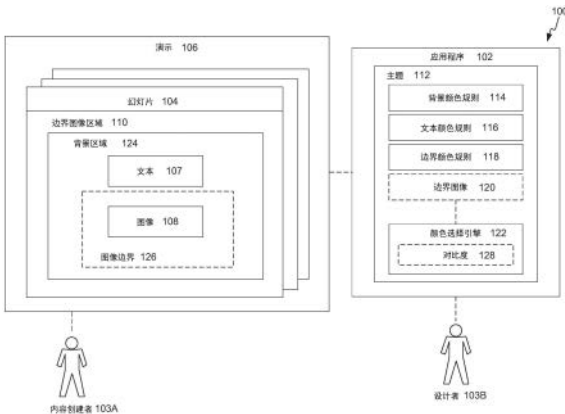 100
演示 106
幻灯片 104
边界图像区域 110
背景区域 124
文本 107
图像 108
图像边界 126
内容创建者 103A
应用程序 102
主题 112
背景颜色规则 114
文本颜色规则 116
边界颜色规则 118
边界图像 120
颜色选择引擎 122
对比度 128
设计者 103B